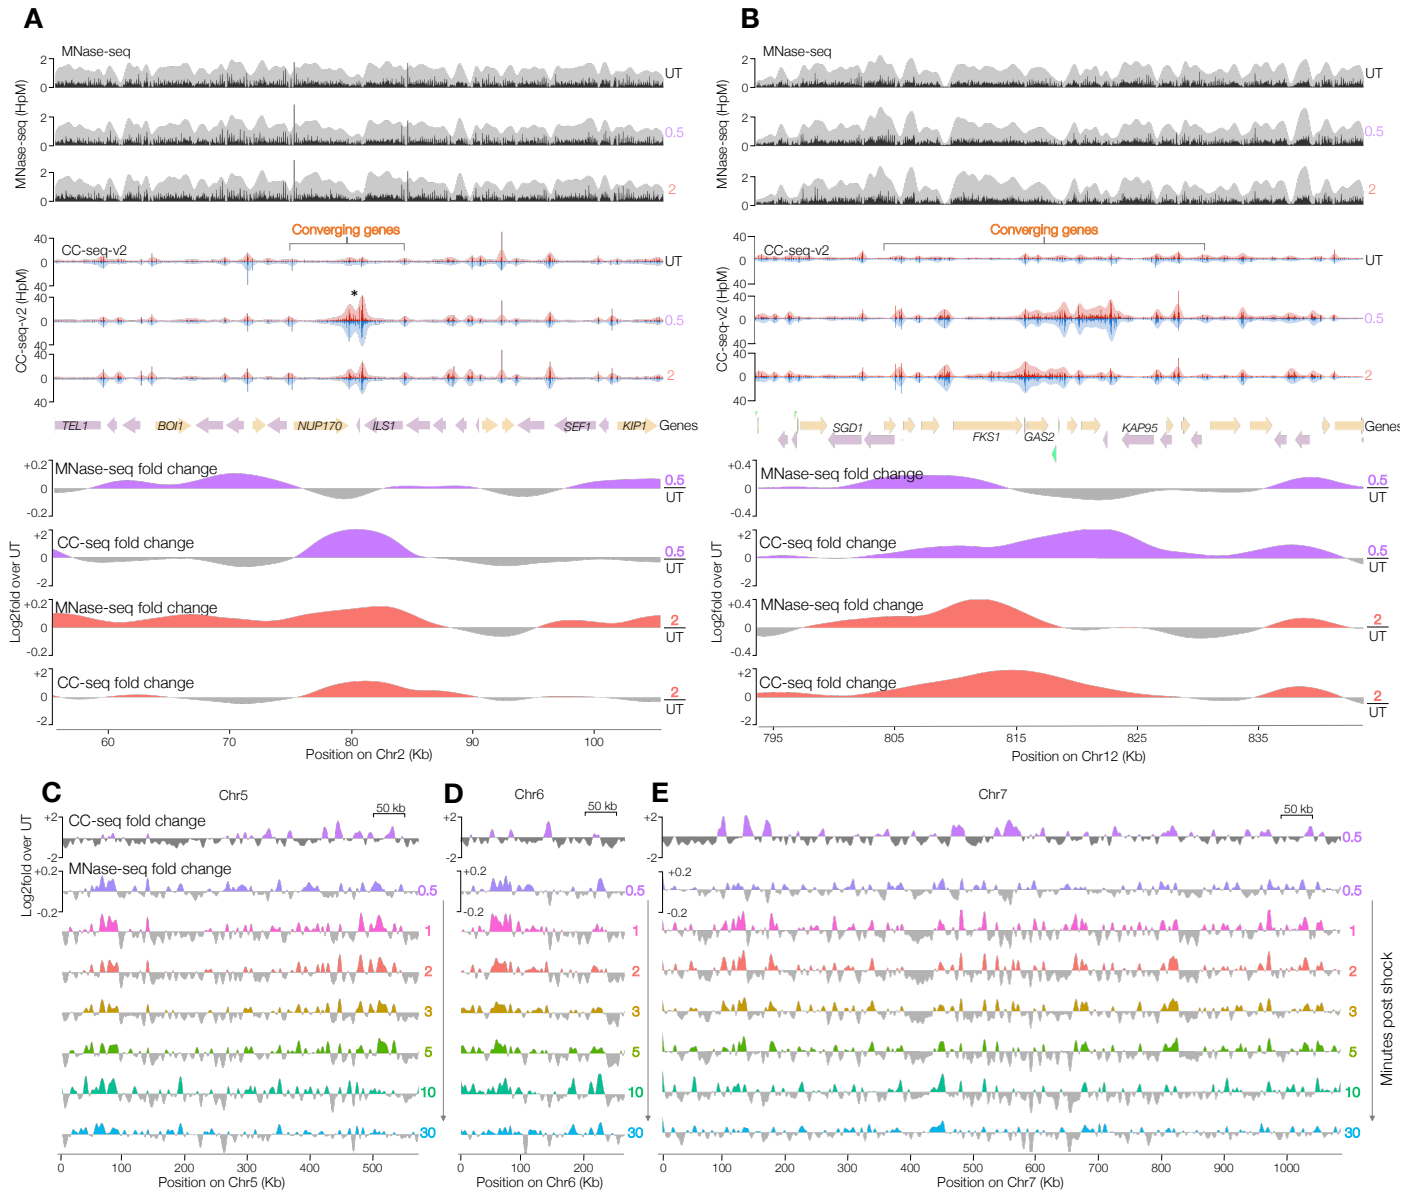 A
MNase-seq
MNase-seq (HpM)
2
0
UT
2
0
0.5
2
0
2
Converging genes
CC-seq-v2
CC-seq-v2 (HpM)
40
0
40
UT
*
40
0
40
0.5
40
0
40
2
TEL1 BOI1 NUP170 ILS1 SEF1 KIP1 Genes
Log2fold over UT
+0.2
0
-0.2
MNase-seq fold change
0.5
UT
+2
0
-2
CC-seq fold change
0.5
UT
+0.2
0
-0.2
MNase-seq fold change
2
UT
+2
0
-2
CC-seq fold change
2
UT
60 70 80 90 100
Position on Chr2 (Kb)
B
MNase-seq
MNase-seq (HpM)
2
0
UT
2
0
0.5
2
0
2
Converging genes
CC-seq-v2
CC-seq-v2 (HpM)
40
0
40
UT
40
0
40
0.5
40
0
40
2
SGD1 FKS1 GAS2 KAP95 Genes
Log2fold over UT
+0.4
0
-0.4
MNase-seq fold change
0.5
UT
+2
0
-2
CC-seq fold change
0.5
UT
+0.4
0
-0.4
MNase-seq fold change
2
UT
+2
0
-2
CC-seq fold change
2
UT
795 805 815 825 835
Position on Chr12 (Kb)
C
Chr5
50 kb
Log2fold over UT
+2
-2
CC-seq fold change
MNase-seq fold change
+0.2
-0.2
0.5
1
2
3
5
10
30
0 100 200 300 400 500
Position on Chr5 (Kb)
D
Chr6
50 kb
+2
-2
+0.2
-0.2
0.5
1
2
3
5
10
30
0 100 200
Position on Chr6 (Kb)
E
Chr7
50 kb
+2
-2
0.5
+0.2
-0.2
0.5
1
2
3
5
10
30
Minutes post shock
0 100 200 300 400 500 600 700 800 900 1000
Position on Chr7 (Kb)